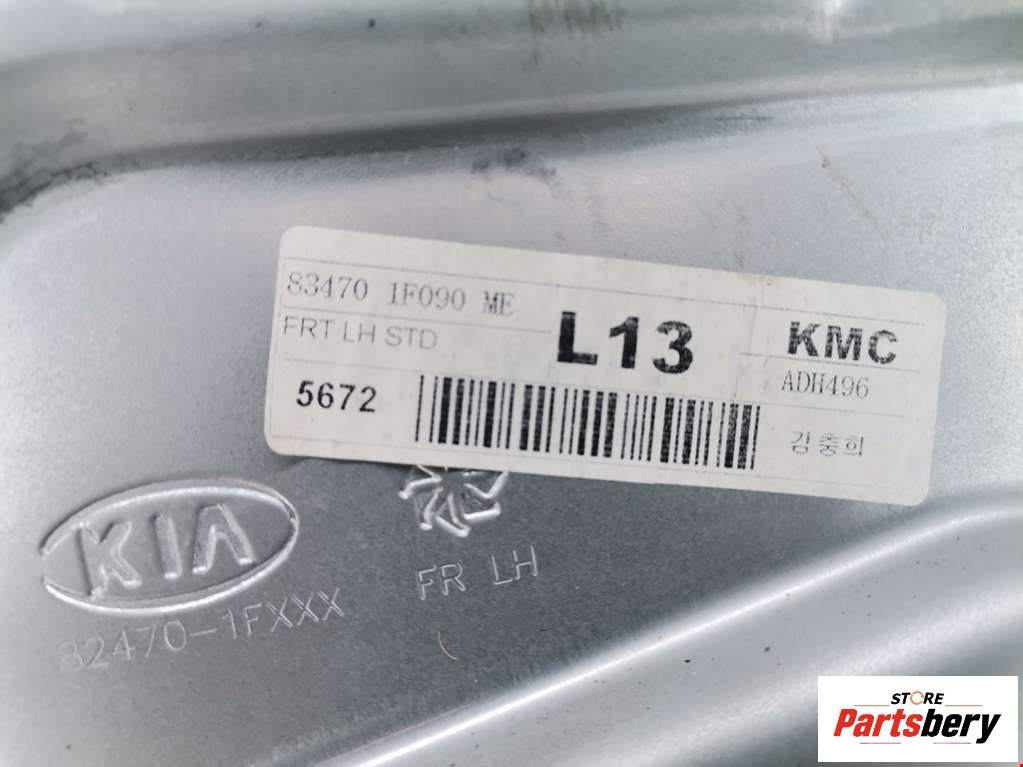 83470 1F090 ME
FRT LH STD
L13
KMC
ADH496
5672
김충희
KIA
82470-1FXXX
FR LH
STORE
Partsbery